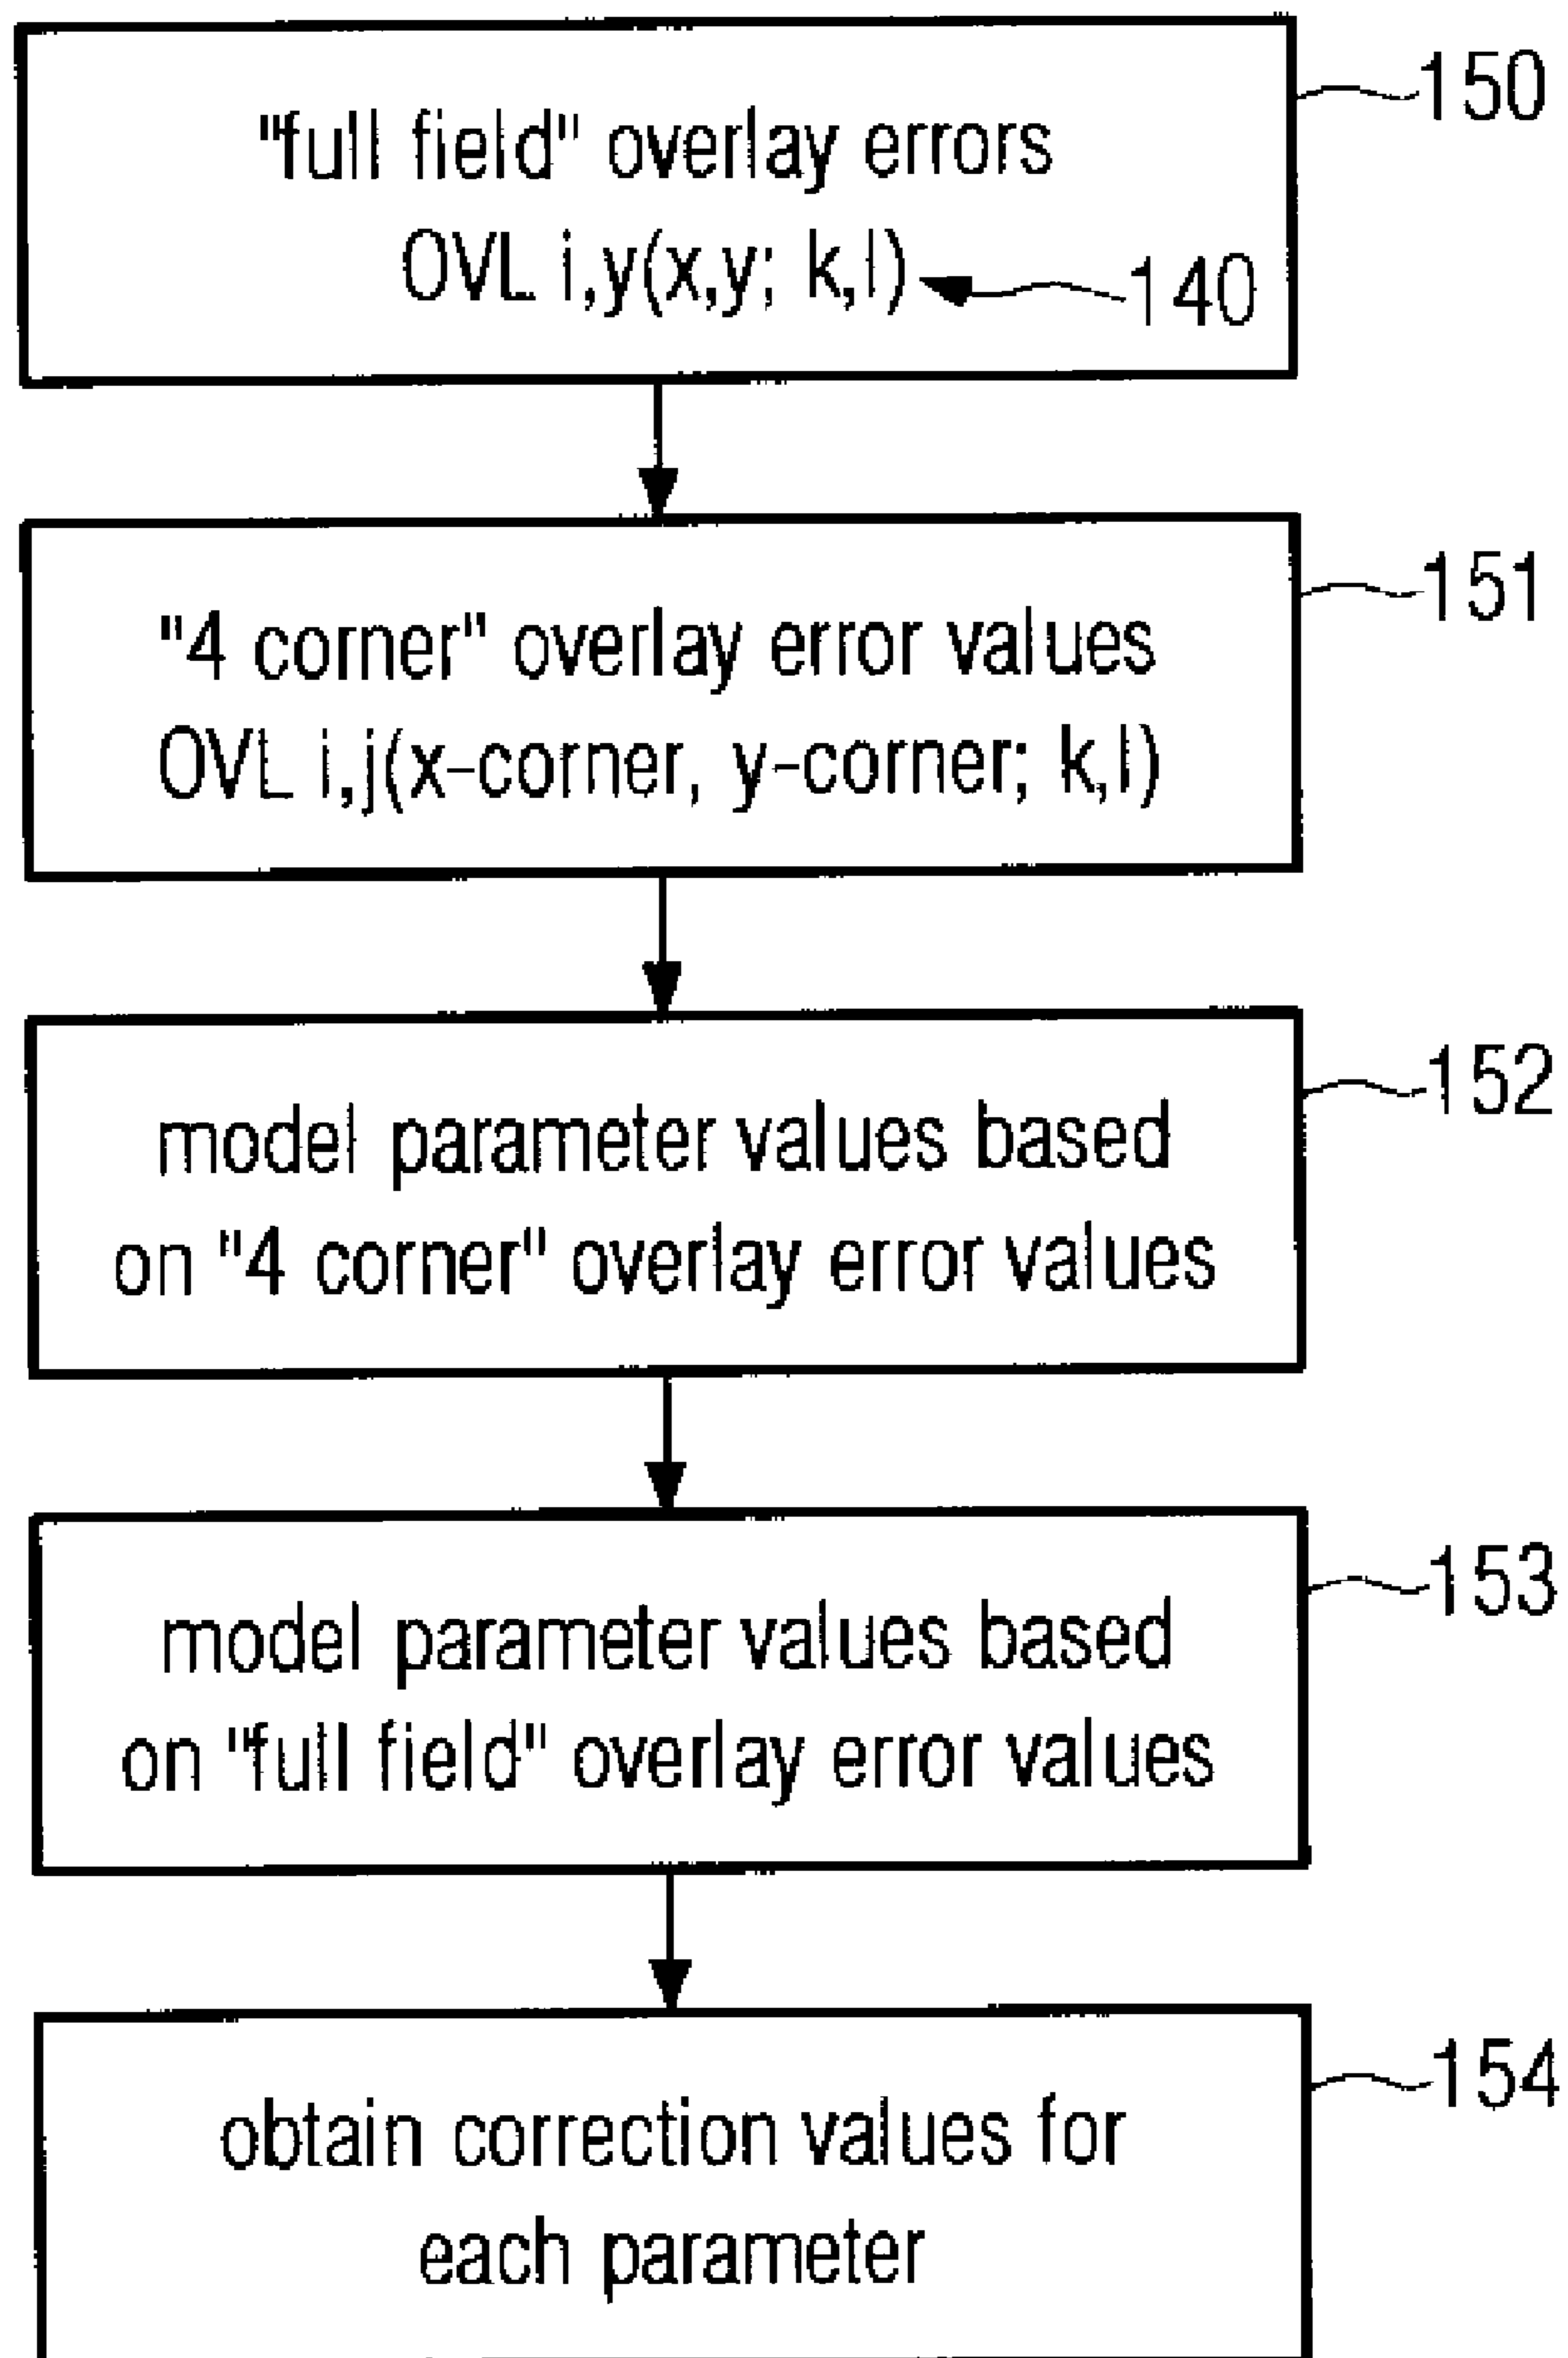 "full field" overlay errors
150
OVL i,y(x,y; k,l)
140
"4 corner" overlay error values
151
OVL i,j(x-corner, y-corner; k,l)
model parameter values based
152
on "4 corner" overlay error values
model parameter values based
153
on "full field" overlay error values
obtain correction values for
154
each parameter